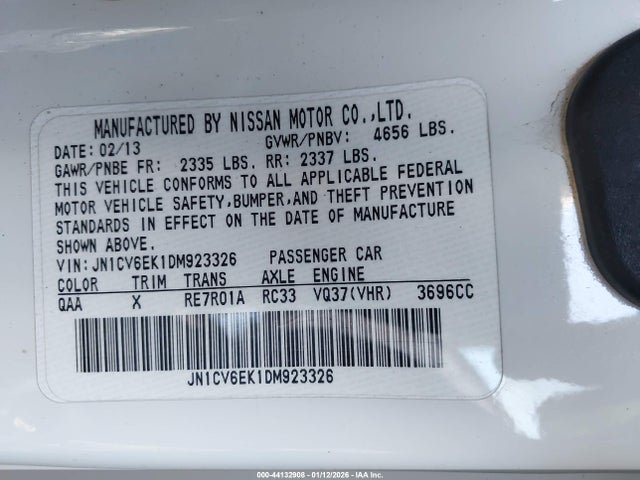 MANUFACTURED BY NISSAN MOTOR CO.,LTD.
DATE: 02/13 GVWR/PNBV: 4656 LBS.
GAWR/PNBE FR: 2335 LBS. RR: 2337 LBS.
THIS VEHICLE CONFORMS TO ALL APPLICABLE FEDERAL
MOTOR VEHICLE SAFETY,BUMPER,AND THEFT PREVENTION
STANDARDS IN EFFECT ON THE DATE OF MANUFACTURE
SHOWN ABOVE.
VIN: JN1CV6EK1DM923326 PASSENGER CAR
COLOR TRIM TRANS AXLE ENGINE
QAA X RE7R01A RC33 VQ37(VHR) 3696CC
JN1CV6EK1DM923326
000-44132908 - 01/12/2026 - IAAI.COM